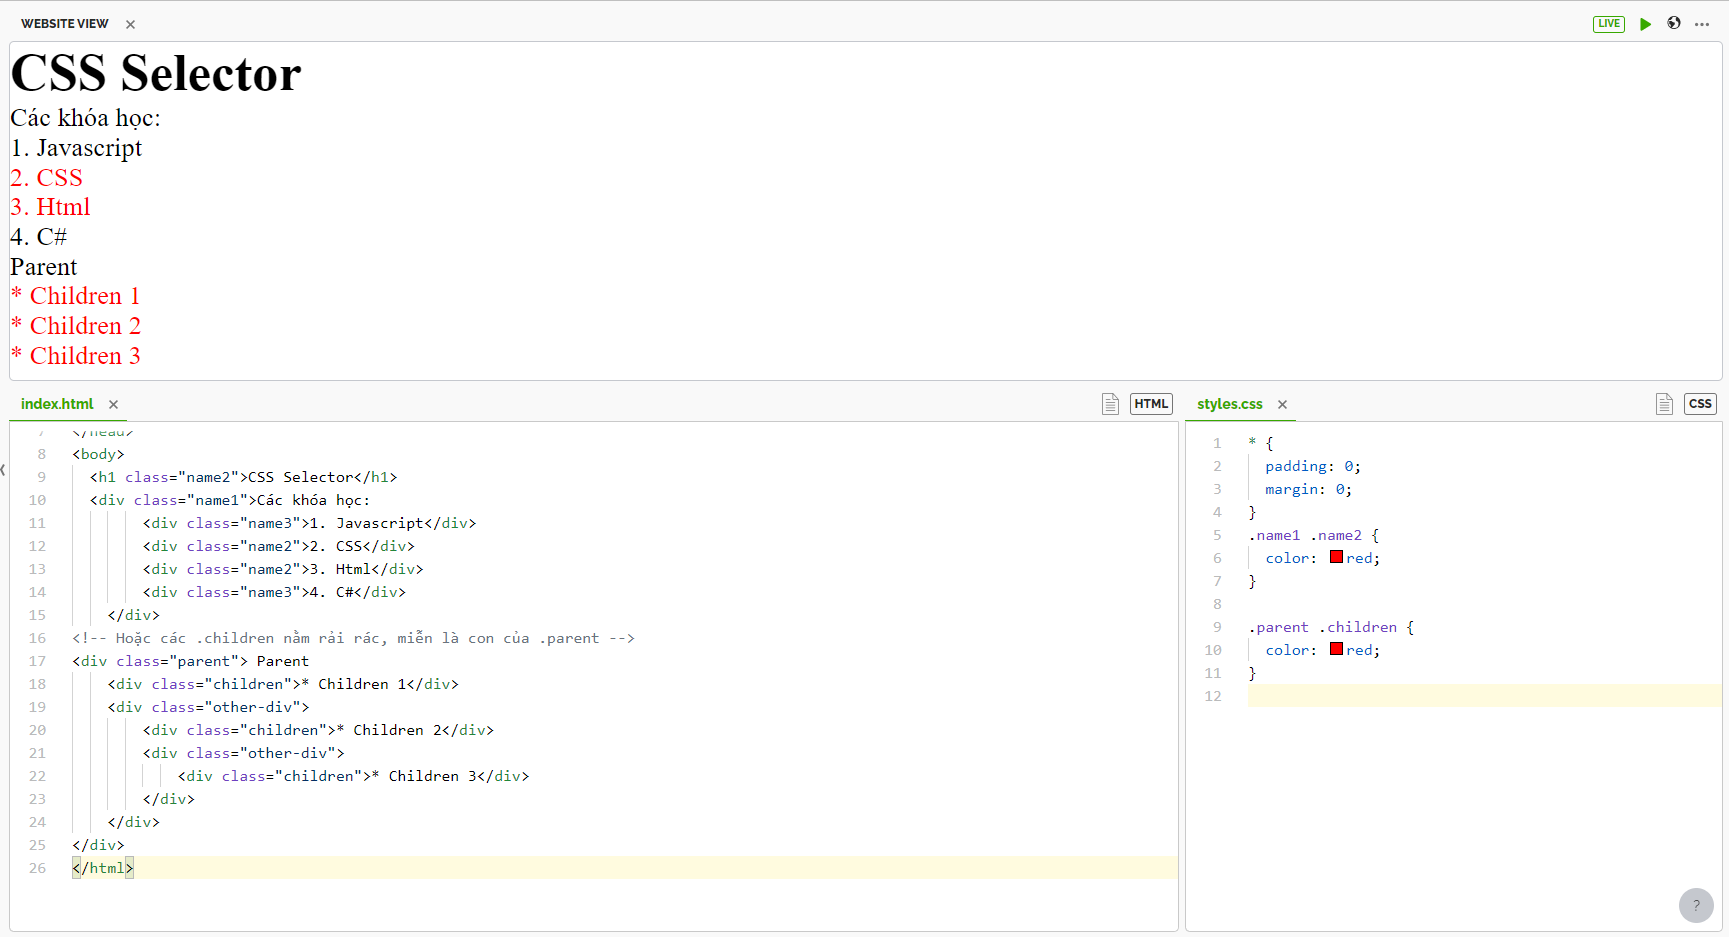 WEBSITE VIEW
LIVE
CSS Selector
Các khóa học:
1. Javascript
2. CSS
3. Html
4. C#
Parent
* Children 1
* Children 2
* Children 3
index.html
HTML
7 </head>
8 <body>
9 <h1 class="name2">CSS Selector</h1>
10 <div class="name1">Các khóa học:
11 <div class="name3">1. Javascript</div>
12 <div class="name2">2. CSS</div>
13 <div class="name2">3. Html</div>
14 <div class="name3">4. C#</div>
15 </div>
16 <!-- Hoặc các .children nằm rải rác, miễn là con của .parent -->
17 <div class="parent"> Parent
18 <div class="children">* Children 1</div>
19 <div class="other-div">
20 <div class="children">* Children 2</div>
21 <div class="other-div">
22 <div class="children">* Children 3</div>
23 </div>
24 </div>
25 </div>
26 </html>
styles.css
CSS
1 * {
2 padding: 0;
3 margin: 0;
4 }
5 .name1 .name2 {
6 color: red;
7 }
8
9 .parent .children {
10 color: red;
11 }
12
?